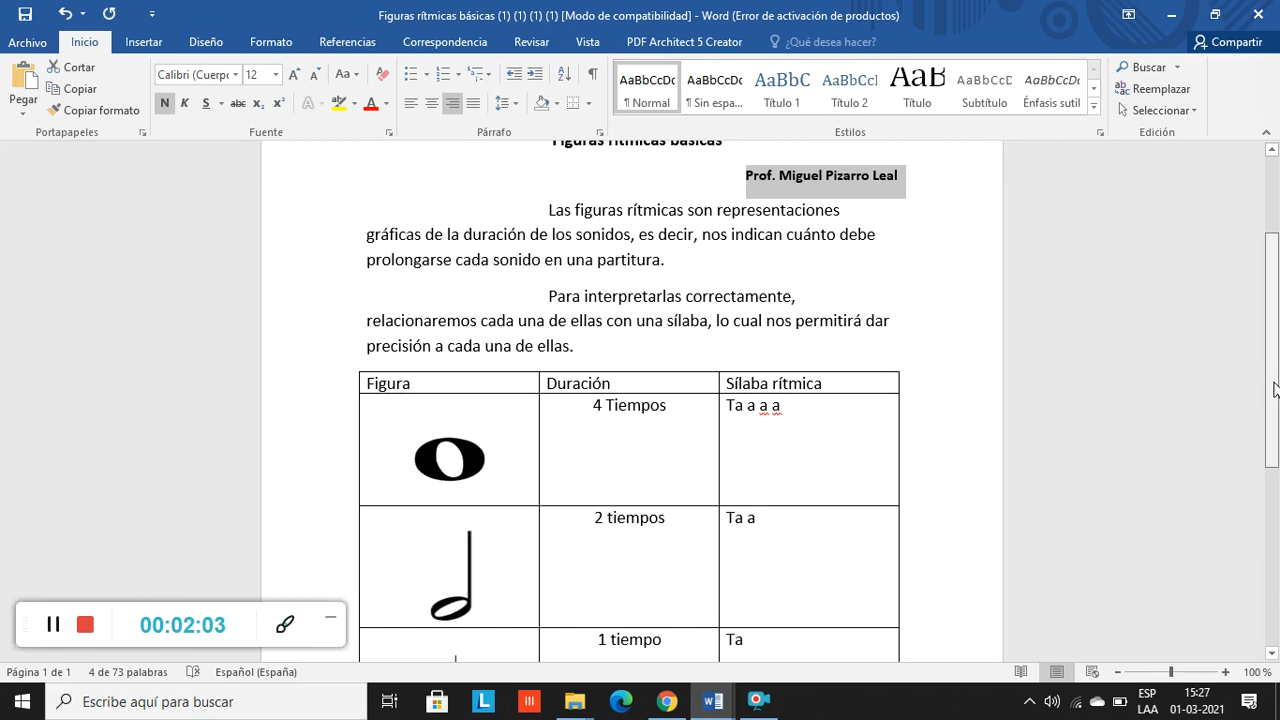 Figuras rítmicas básicas (1) (1) (1) (1) [Modo de compatibilidad] - Word (Error de activación de productos)
Archivo Inicio Insertar Diseño Formato Referencias Correspondencia Revisar Vista PDF Architect 5 Creator ¿Qué desea hacer? Compartir
Pegar
Cortar
Copiar
Copiar formato
Portapapeles
Calibri (Cuerpo 12
Aa
N K S abc x₂ x²
A A
Fuente
Párrafo
AaBbCcDc
¶ Normal
AaBbCcDc
¶ Sin espa...
AaBbC
Título 1
AaBbCcI
Título 2
AaB
Título
AaBbCcD
Subtítulo
AaBbCcDc
Énfasis sutil
Estilos
Buscar
Reemplazar
Seleccionar
Edición
Figuras rítmicas básicas
Prof. Miguel Pizarro Leal
Las figuras rítmicas son representaciones
gráficas de la duración de los sonidos, es decir, nos indican cuánto debe
prolongarse cada sonido en una partitura.
Para interpretarlas correctamente,
relacionaremos cada una de ellas con una sílaba, lo cual nos permitirá dar
precisión a cada una de ellas.
Figura Duración Sílaba rítmica
4 Tiempos Ta a a a
2 tiempos Ta a
1 tiempo Ta
00:02:03
Página 1 de 1 4 de 73 palabras Español (España) 100 %
Escribe aquí para buscar
L
W
ESP
LAA
15:27
01-03-2021